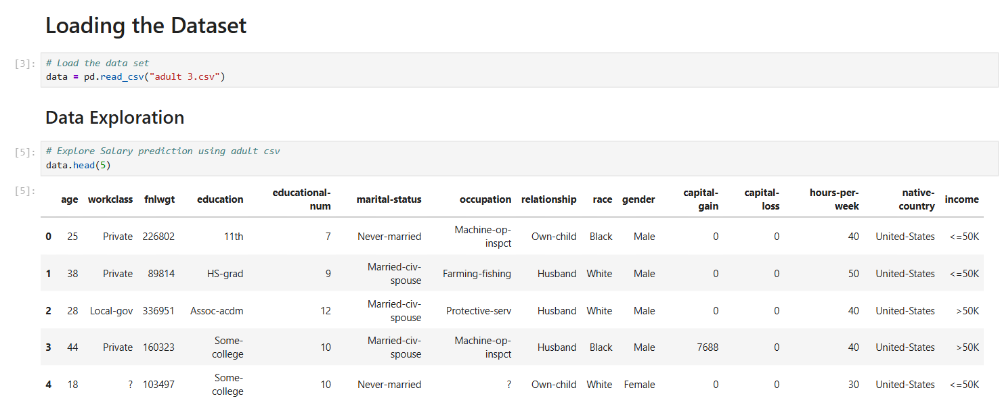 Loading the Dataset
[3]: # Load the data set
data = pd.read_csv("adult 3.csv")
Data Exploration
[5]: # Explore Salary prediction using adult csv
data.head(5)
[5]:
age workclass fnlwgt education educational-num marital-status occupation relationship race gender capital-gain capital-loss hours-per-week native-country income
0 25 Private 226802 11th 7 Never-married Machine-op-inspct Own-child Black Male 0 0 40 United-States <=50K
1 38 Private 89814 HS-grad 9 Married-civ-spouse Farming-fishing Husband White Male 0 0 50 United-States <=50K
2 28 Local-gov 336951 Assoc-acdm 12 Married-civ-spouse Protective-serv Husband White Male 0 0 40 United-States >50K
3 44 Private 160323 Some-college 10 Married-civ-spouse Machine-op-inspct Husband Black Male 7688 0 40 United-States >50K
4 18 ? 103497 Some-college 10 Never-married ? Own-child White Female 0 0 30 United-States <=50K